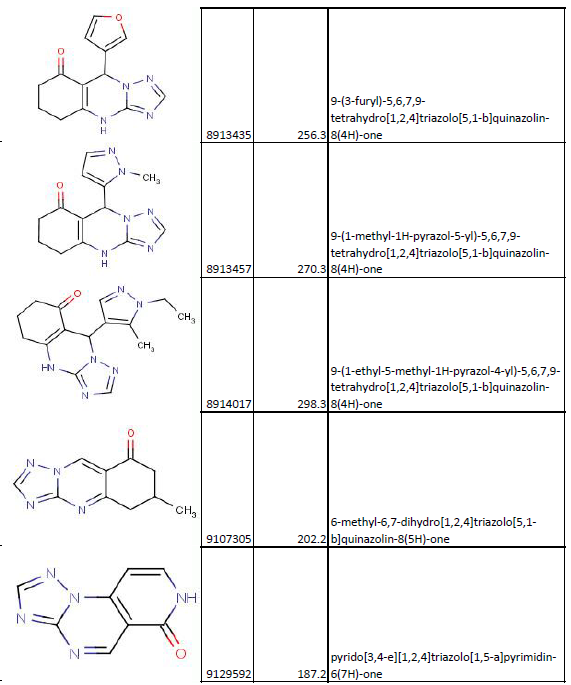 O
O
N
N
N
N
H
9-(3-furyl)-5,6,7,9-
tetrahydro[1,2,4]triazolo[5,1-b]quinazolin-
8913435 256.3 8(4H)-one
N
N CH3
O
N
N
N
N
H
9-(1-methyl-1H-pyrazol-5-yl)-5,6,7,9-
tetrahydro[1,2,4]triazolo[5,1-b]quinazolin-
8913457 270.3 8(4H)-one
N
O
N
CH3
CH3
N
HN N
N
9-(1-ethyl-5-methyl-1H-pyrazol-4-yl)-5,6,7,9-
tetrahydro[1,2,4]triazolo[5,1-b]quinazolin-
8914017 298.3 8(4H)-one
O
N
N
N N CH3
6-methyl-6,7-dihydro[1,2,4]triazolo[5,1-
9107305 202.2 b]quinazolin-8(5H)-one
N
N NH
N
N O
pyrido[3,4-e][1,2,4]triazolo[1,5-a]pyrimidin-
9129592 187.2 6(7H)-one